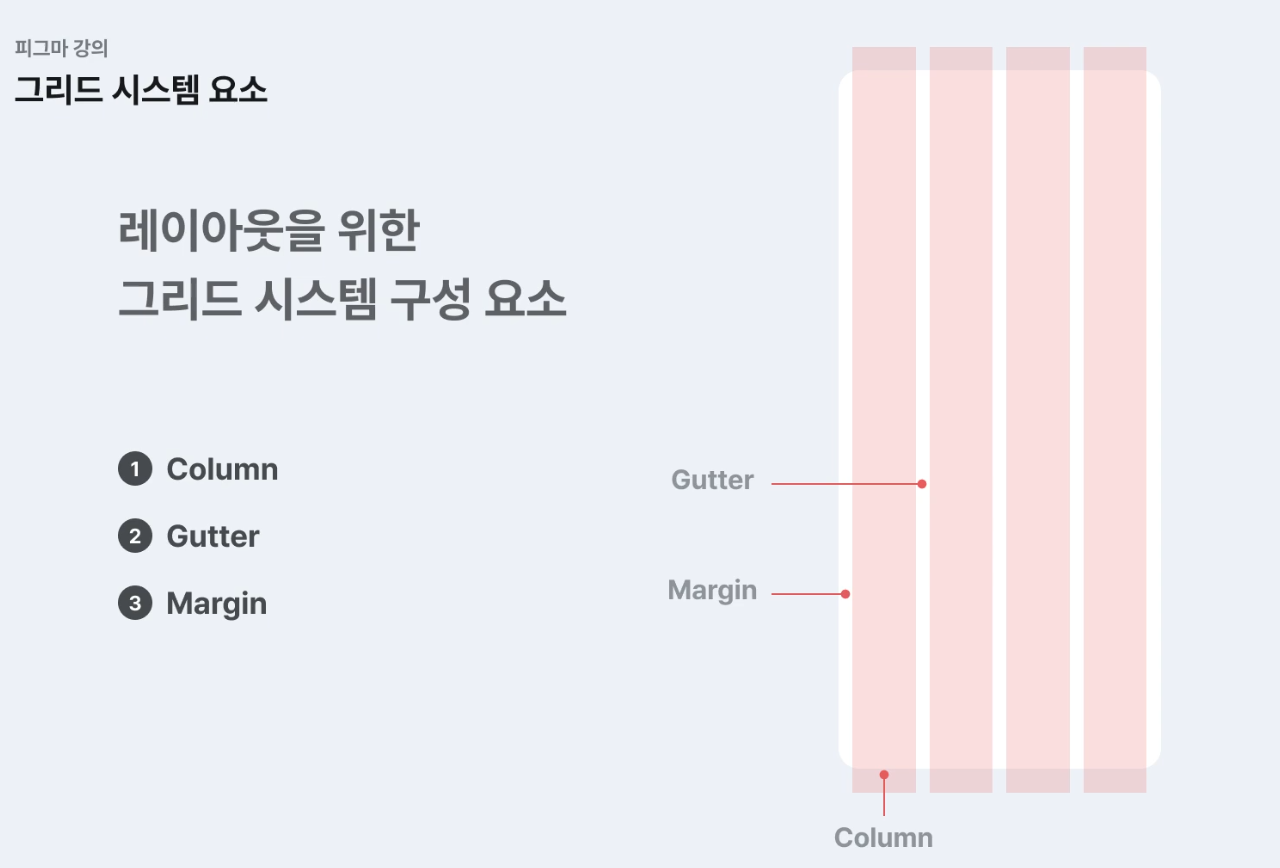 피그마 강의
그리드 시스템 요소
레이아웃을 위한
그리드 시스템 구성 요소
1 Column
2 Gutter
3 Margin
Gutter
Margin
Column